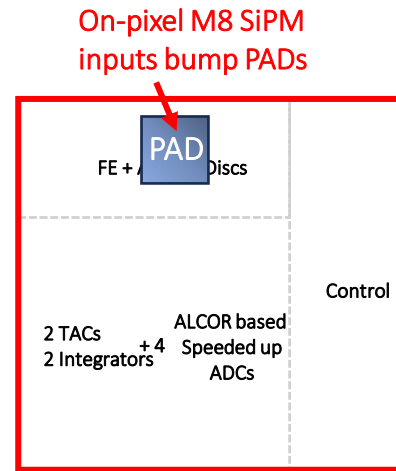 On-pixel M8 SiPM
inputs bump PADs
PAD
FE + Discs
Control
2 TACs
2 Integrators
+ 4
ALCOR based
Speeded up
ADCs